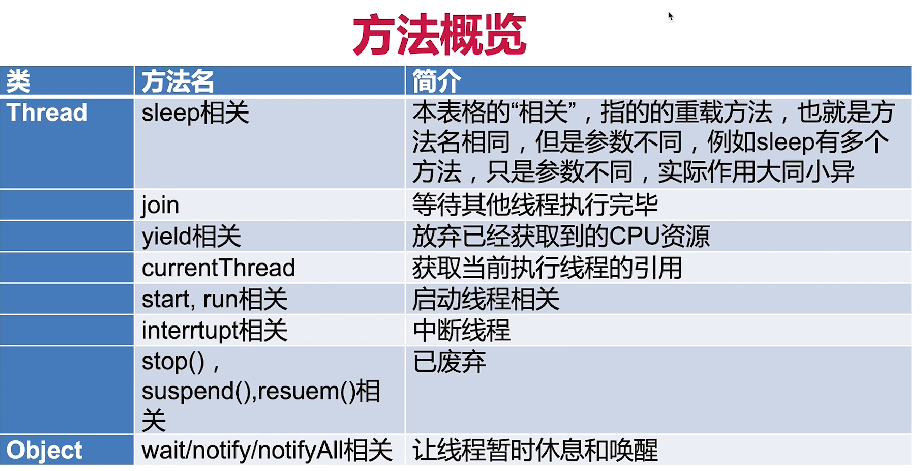 方法概览
类 方法名 简介
Thread sleep相关 本表格的“相关”，指的的重载方法，也就是方
法名相同，但是参数不同，例如sleep有多个
方法，只是参数不同，实际作用大同小异
join 等待其他线程执行完毕
yield相关 放弃已经获取到的CPU资源
currentThread 获取当前执行线程的引用
start, run相关 启动线程相关
interrtupt相关 中断线程
stop()， 已废弃
suspend(),resuem()相
关
Object wait/notify/notifyAll相关 让线程暂时休息和唤醒